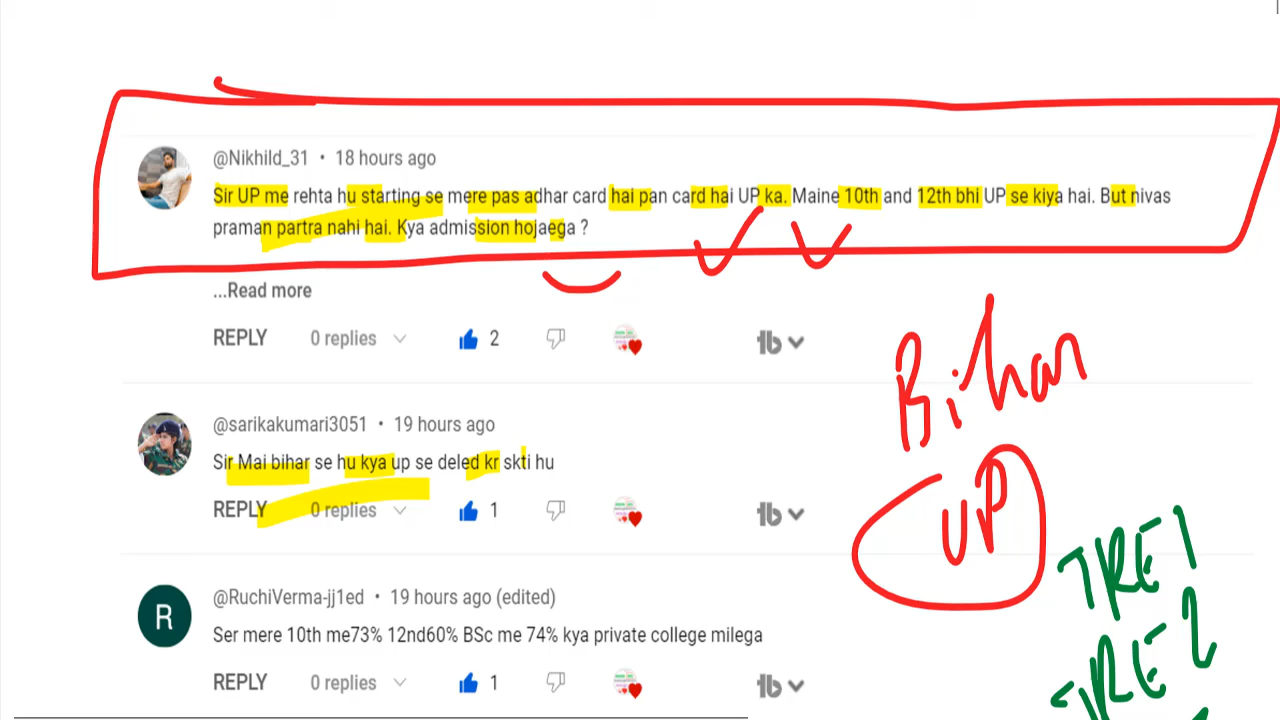 @Nikhild_31 • 18 hours ago
Sir UP me rehta hu starting se mere pas adhar card hai pan card hai UP ka. Maine 10th and 12th bhi UP se kiya hai. But nivas
praman partra nahi hai. Kya admission hojaega ?
...Read more
REPLY 0 replies 2
Bihar
@sarikakumari3051 • 19 hours ago
Sir Mai bihar se hu kya up se deled kr skti hu
REPLY 0 replies 1
UP
TRE 1
@RuchiVerma-jj1ed • 19 hours ago (edited)
R
Ser mere 10th me73% 12nd60% BSc me 74% kya private college milega
TRE 2
REPLY 0 replies 1